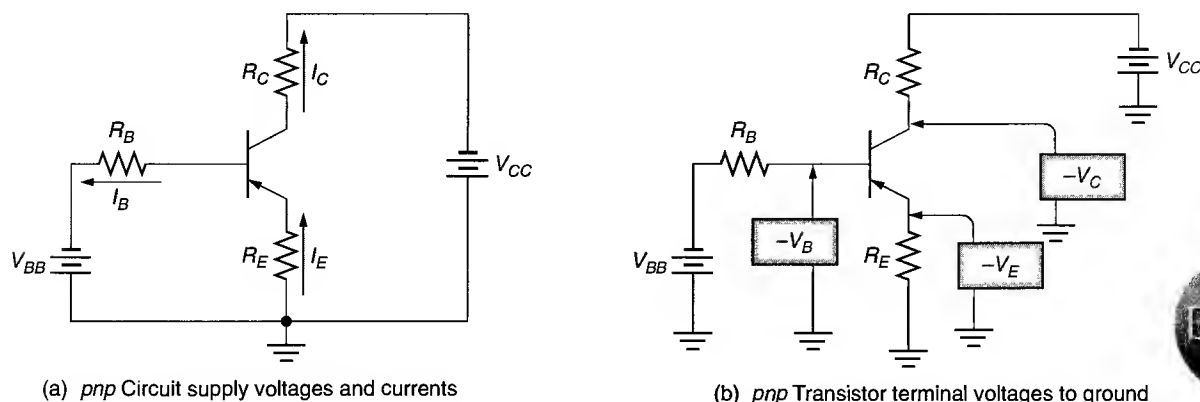 R_C
I_C
R_B
I_B
V_CC
V_BB
R_E
I_E
(a) pnp Circuit supply voltages and currents
R_C
V_CC
R_B
–V_C
–V_B
R_E
V_BB
–V_E
(b) pnp Transistor terminal voltages to ground